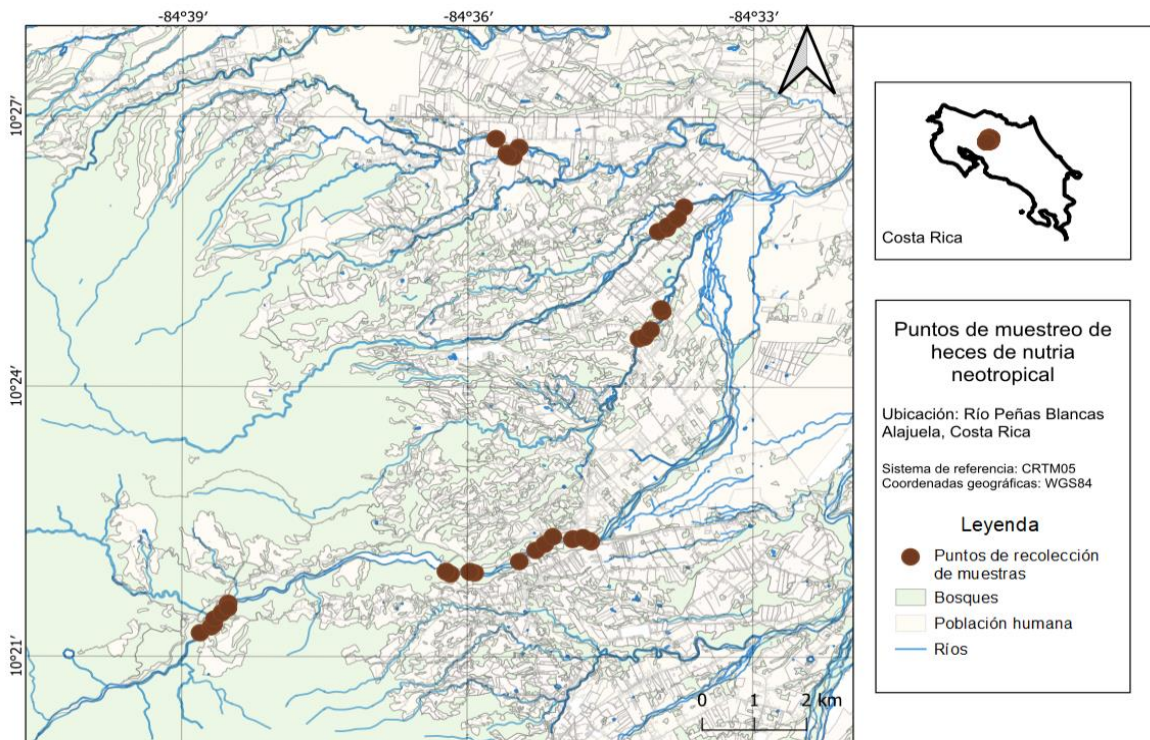 -84°39'
-84°36'
-84°33'
10°27'
10°24'
10°21'
0 1 2 km
Costa Rica
Puntos de muestreo de
heces de nutria
neotropical
Ubicación: Río Peñas Blancas
Alajuela, Costa Rica
Sistema de referencia: CRTM05
Coordenadas geográficas: WGS84
Leyenda
Puntos de recolección
de muestras
Bosques
Población humana
Ríos